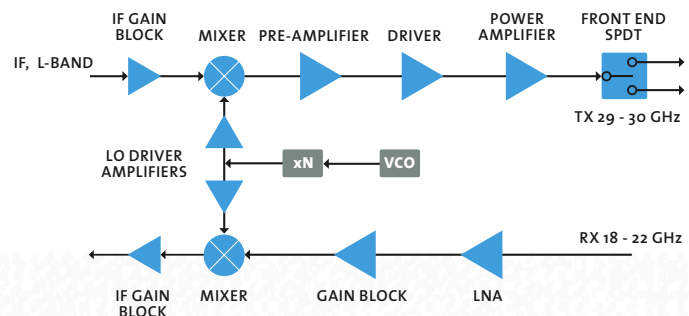 IF GAIN
BLOCK
MIXER
PRE-AMPLIFIER
DRIVER
POWER
AMPLIFIER
FRONT END
SPDT
IF, L-BAND
TX 29 - 30 GHz
LO DRIVER
AMPLIFIERS
xN
VCO
RX 18 - 22 GHz
IF GAIN
BLOCK
MIXER
GAIN BLOCK
LNA